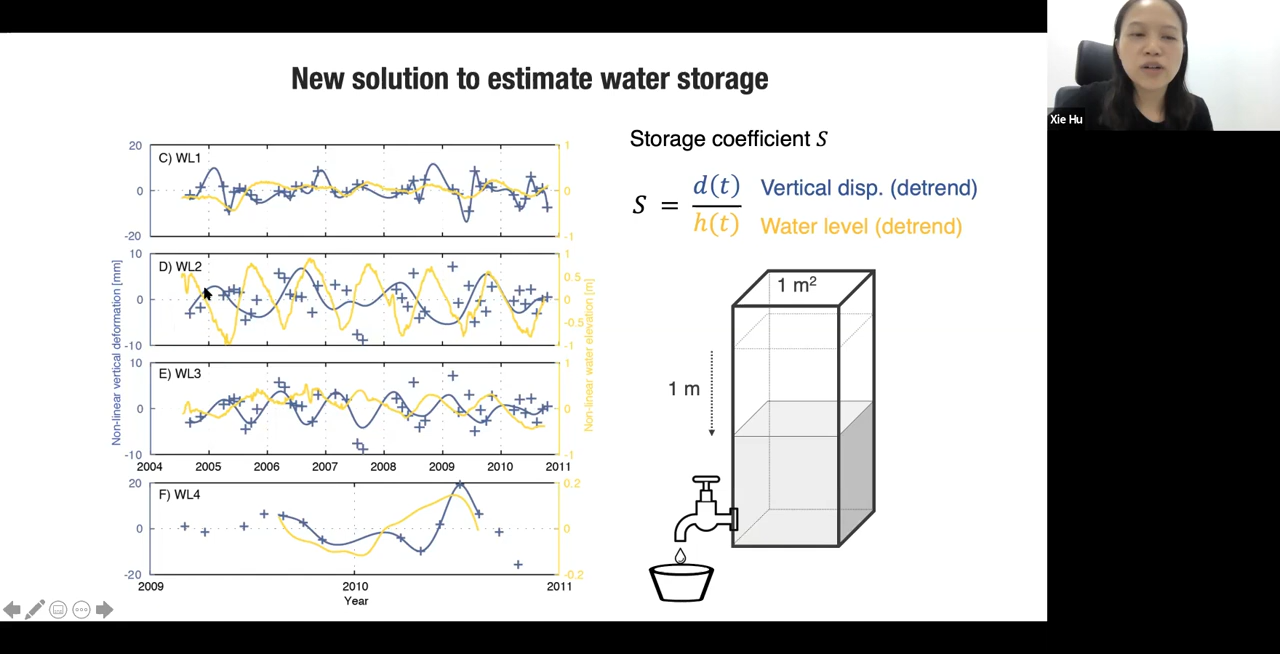 New solution to estimate water storage
Xie Hu
C) WL1
20
0
-20
1
0
-1
D) WL2
10
0
-10
1
0.5
0
-0.5
-1
E) WL3
10
0
-10
1
0
-1
2004 2005 2006 2007 2008 2009 2010 2011
F) WL4
20
0
-20
0.2
0
-0.2
2009 2010 2011
Year
Non-linear vertical deformation [mm]
Non-linear water elevation [m]
Storage coefficient S
S = d(t) / h(t)
Vertical disp. (detrend)
Water level (detrend)
1 m²
1 m